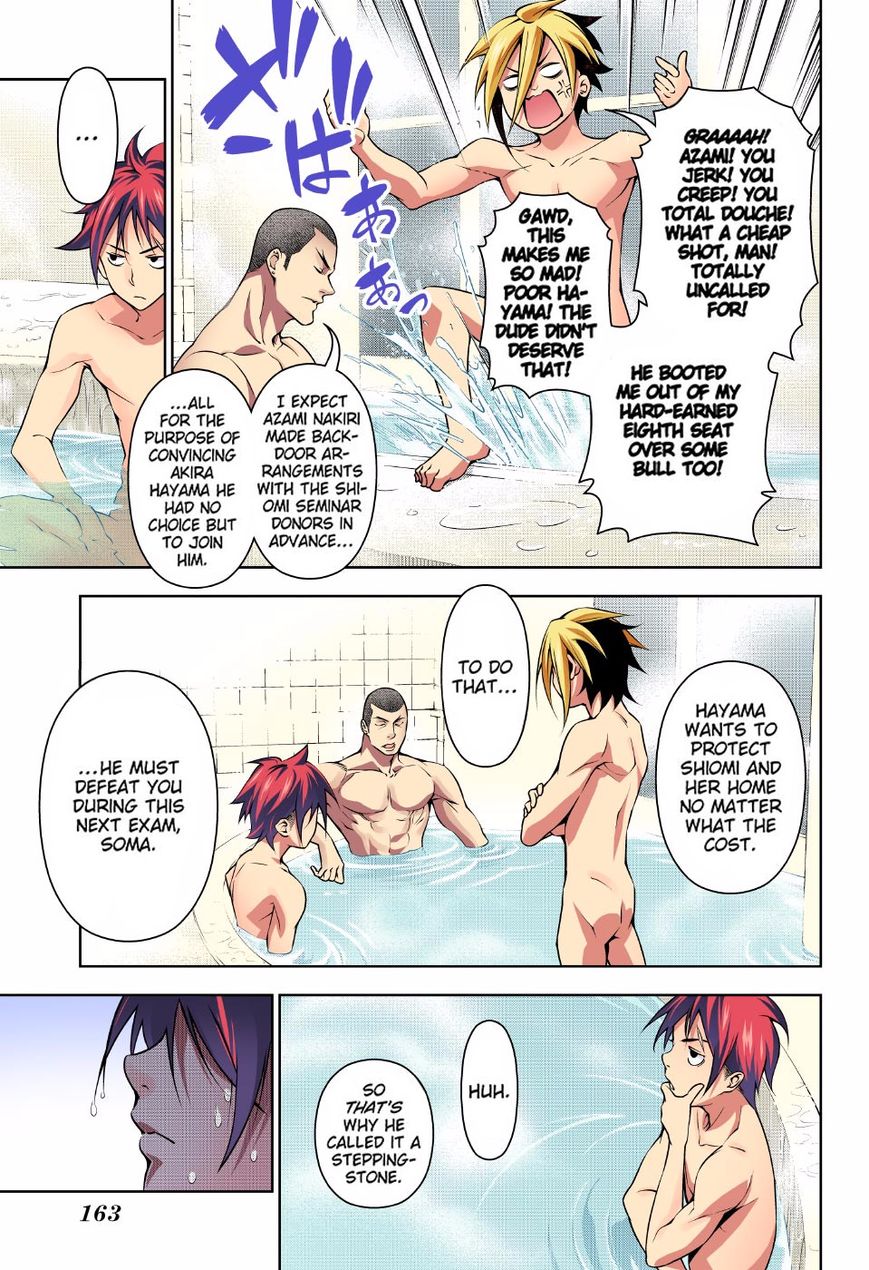 GRAAAAH!
AZAMI! YOU
JERK! YOU
CREEP! YOU
TOTAL DOUCHE!
WHAT A CHEAP
SHOT, MAN!
TOTALLY
UNCALLED
FOR!
HE BOOTED
ME OUT OF MY
HARD-EARNED
EIGHTH SEAT
OVER SOME
BULL TOO!
GAWD,
THIS
MAKES ME
SO MAD!
POOR HA-
YAMA! THE
DUDE DIDN'T
DESERVE
THAT!
ざばああっ
I EXPECT
AZAMI NAKIRI
MADE BACK-
DOOR AR-
RANGEMENTS
WITH THE SHI-
OMI SEMINAR
DONORS IN
ADVANCE...
...ALL
FOR THE
PURPOSE OF
CONVINCING
AKIRA
HAYAMA HE
HAD NO
CHOICE BUT
TO JOIN
HIM.
...
HAYAMA
WANTS TO
PROTECT
SHIOMI AND
HER HOME
NO MATTER
WHAT THE
COST.
TO DO
THAT...
...HE MUST
DEFEAT YOU
DURING THIS
NEXT EXAM,
SOMA.
HUH.
SO
THAT'S
WHY HE
CALLED IT A
STEPPING-
STONE.
163